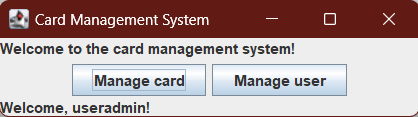 Card Management System
Welcome to the card management system!
Manage card Manage user
Welcome, useradmin!